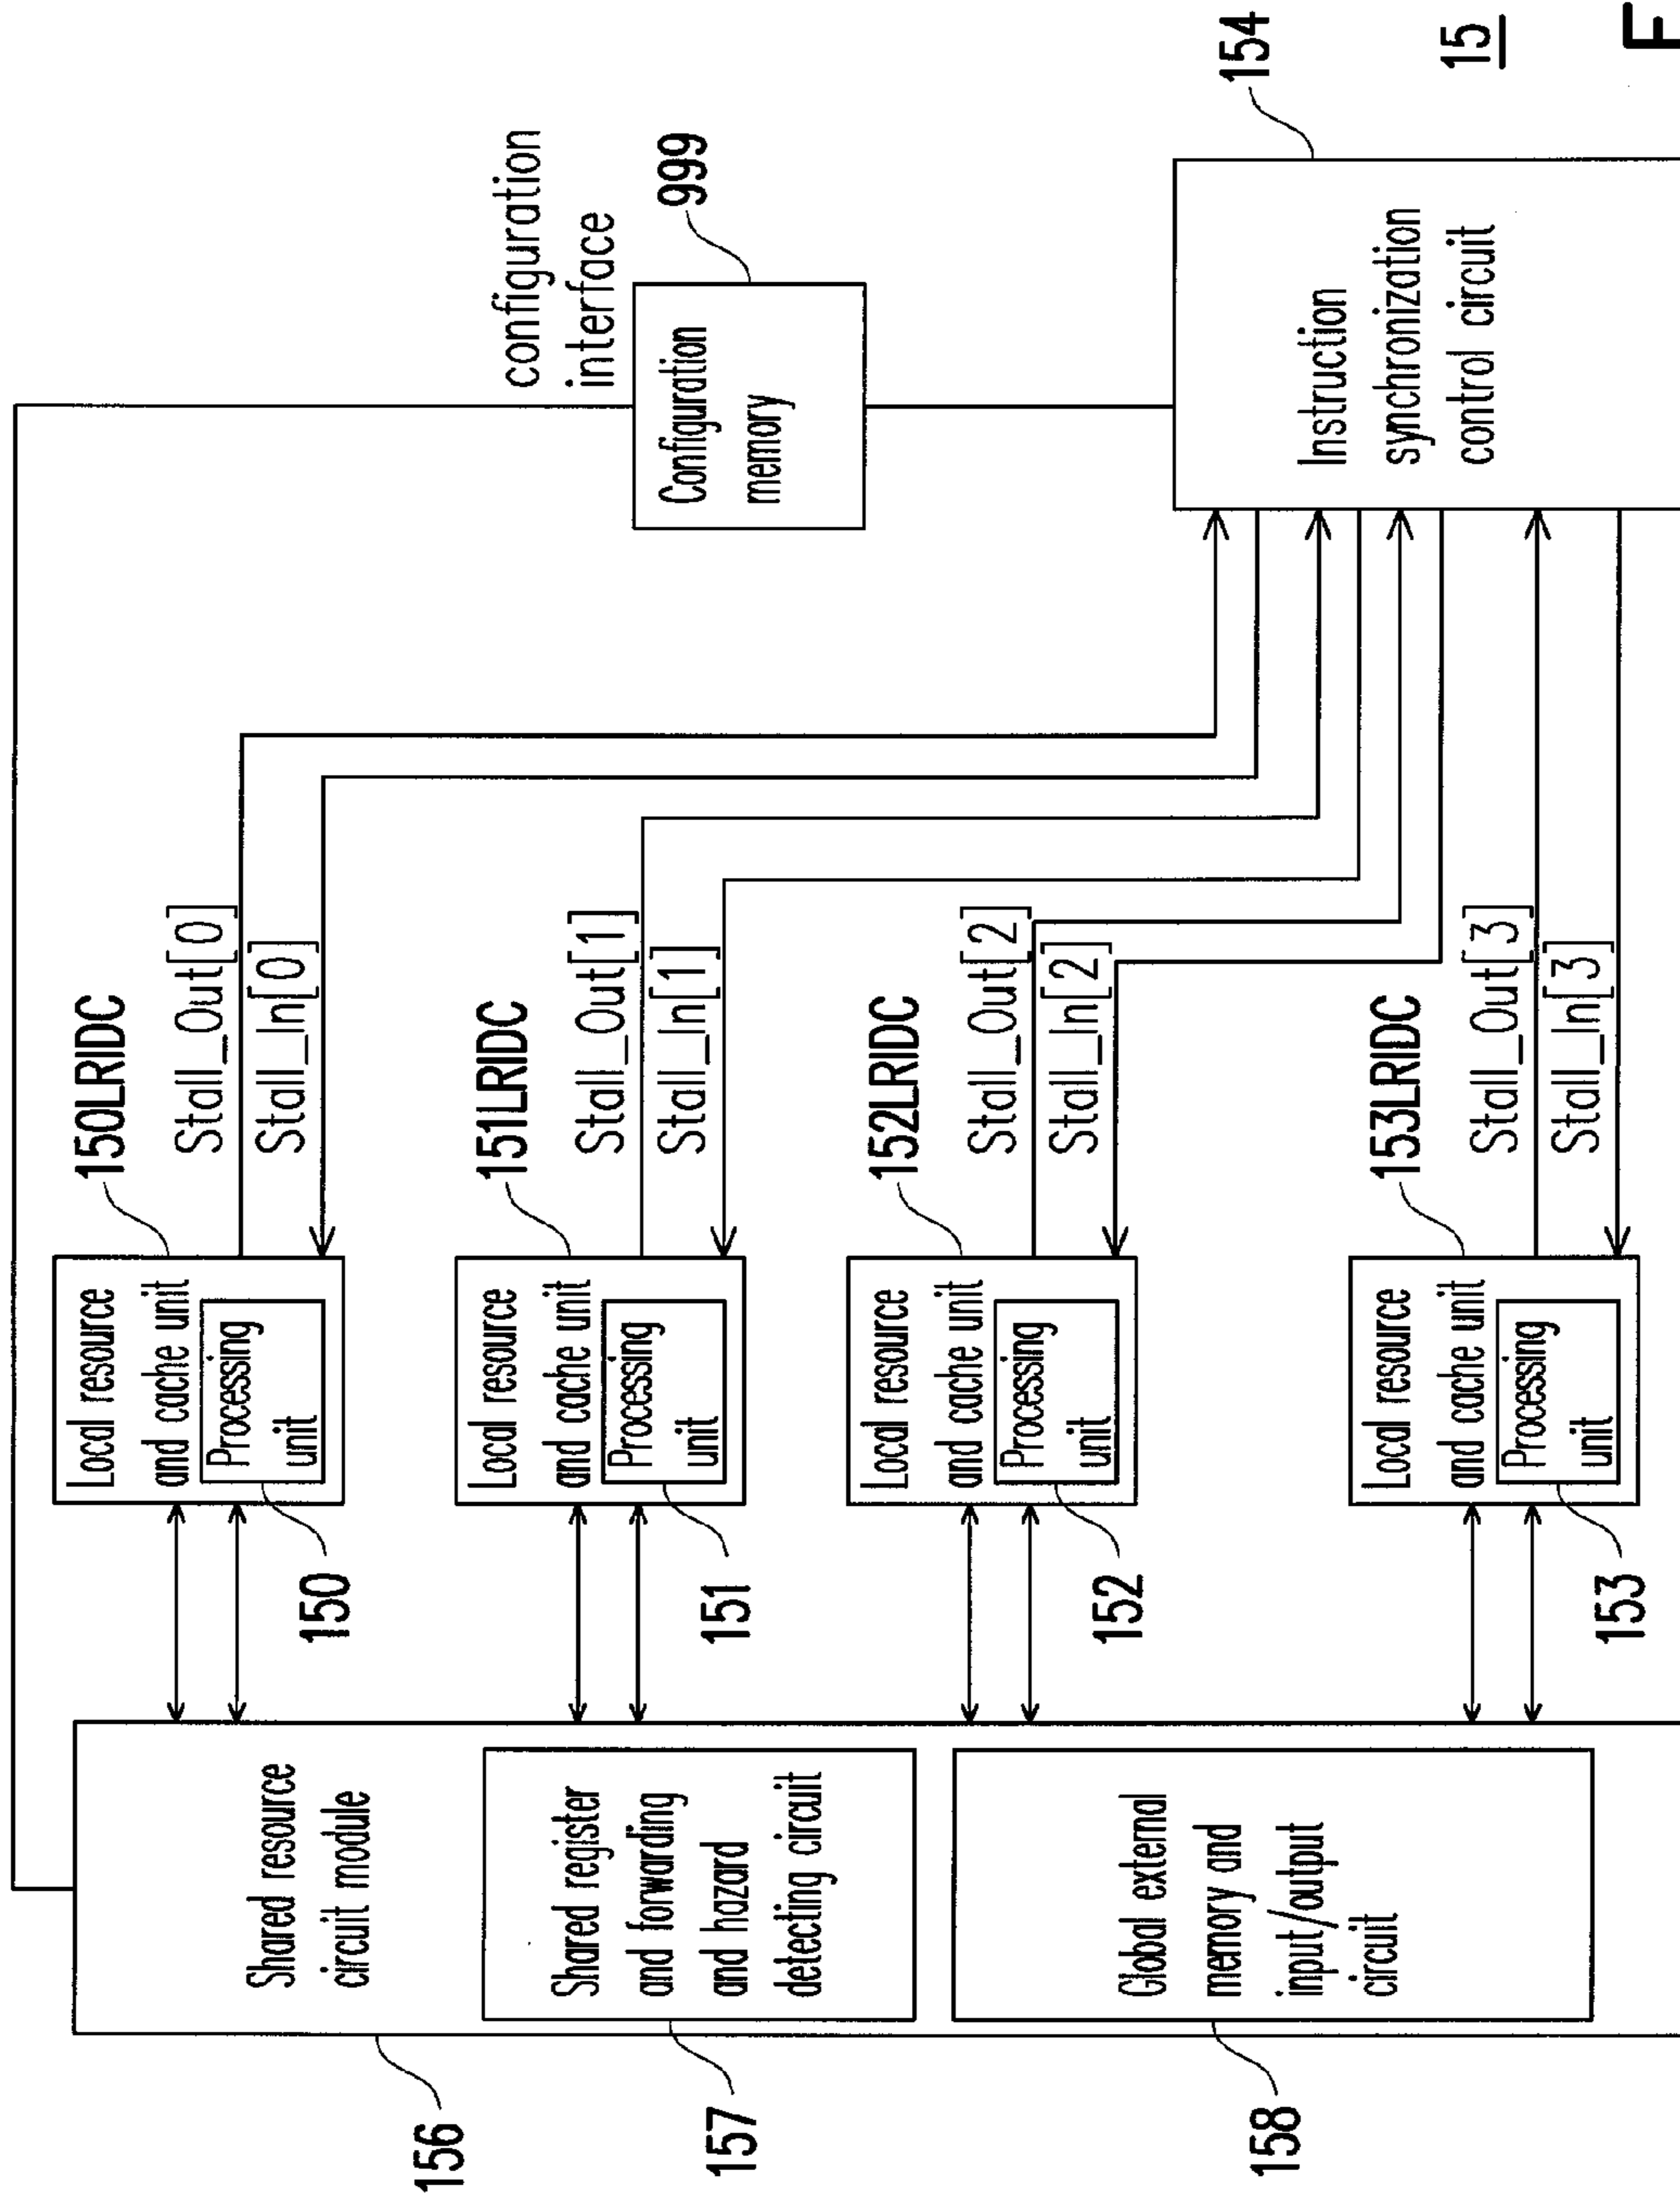 configuration
interface
999
Configuration
memory
154
15
F
Instruction
synchronization
control circuit
150LRIDC
Stall_Out[0]
Stall_In[0]
151LRIDC
Stall_Out[1]
Stall_In[1]
152LRIDC
Stall_Out[2]
Stall_In[2]
153LRIDC
Stall_Out[3]
Stall_In[3]
Local resource
and cache unit
Processing
unit
150
Local resource
and cache unit
Processing
unit
151
Local resource
and cache unit
Processing
unit
152
Local resource
and cache unit
Processing
unit
153
Shared resource
circuit module
156
Shared register
and forwarding
and hazard
detecting circuit
157
Global external
memory and
input/output
circuit
158